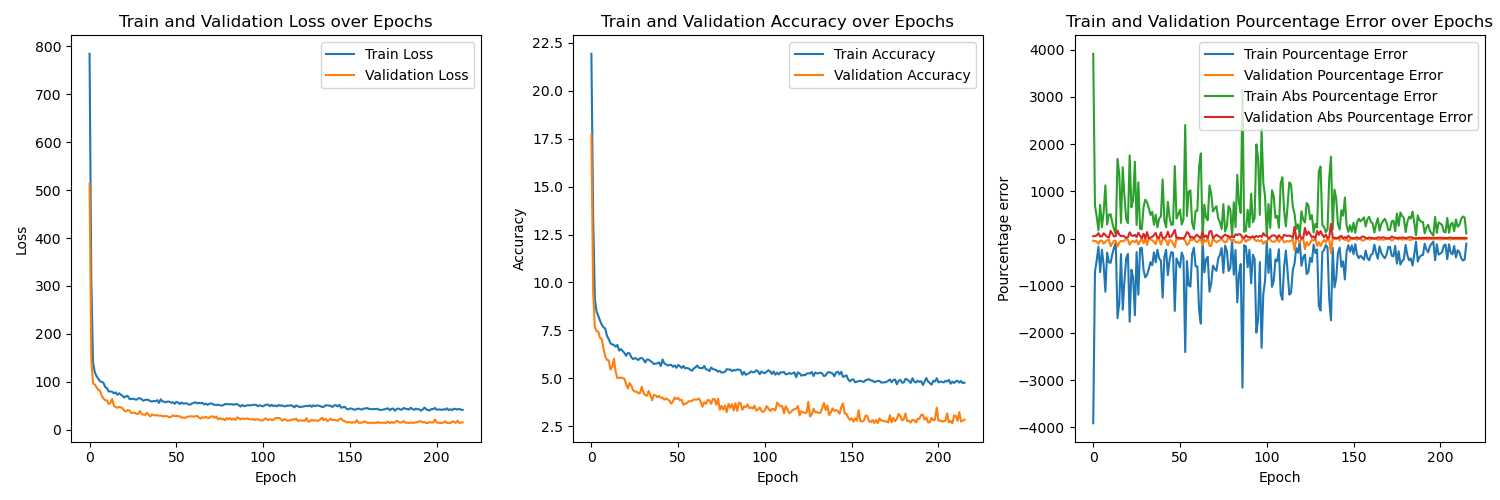 Train and Validation Loss over Epochs
Train Loss
Validation Loss
800
700
600
500
400
300
200
100
0
Loss
0
50
100
150
200
Epoch
Train and Validation Accuracy over Epochs
Train Accuracy
Validation Accuracy
22.5
20.0
17.5
15.0
12.5
10.0
7.5
5.0
2.5
Accuracy
0
50
100
150
200
Epoch
Train and Validation Pourcentage Error over Epochs
Train Pourcentage Error
Validation Pourcentage Error
Train Abs Pourcentage Error
Validation Abs Pourcentage Error
4000
3000
2000
1000
0
−1000
−2000
−3000
−4000
Pourcentage error
0
50
100
150
200
Epoch